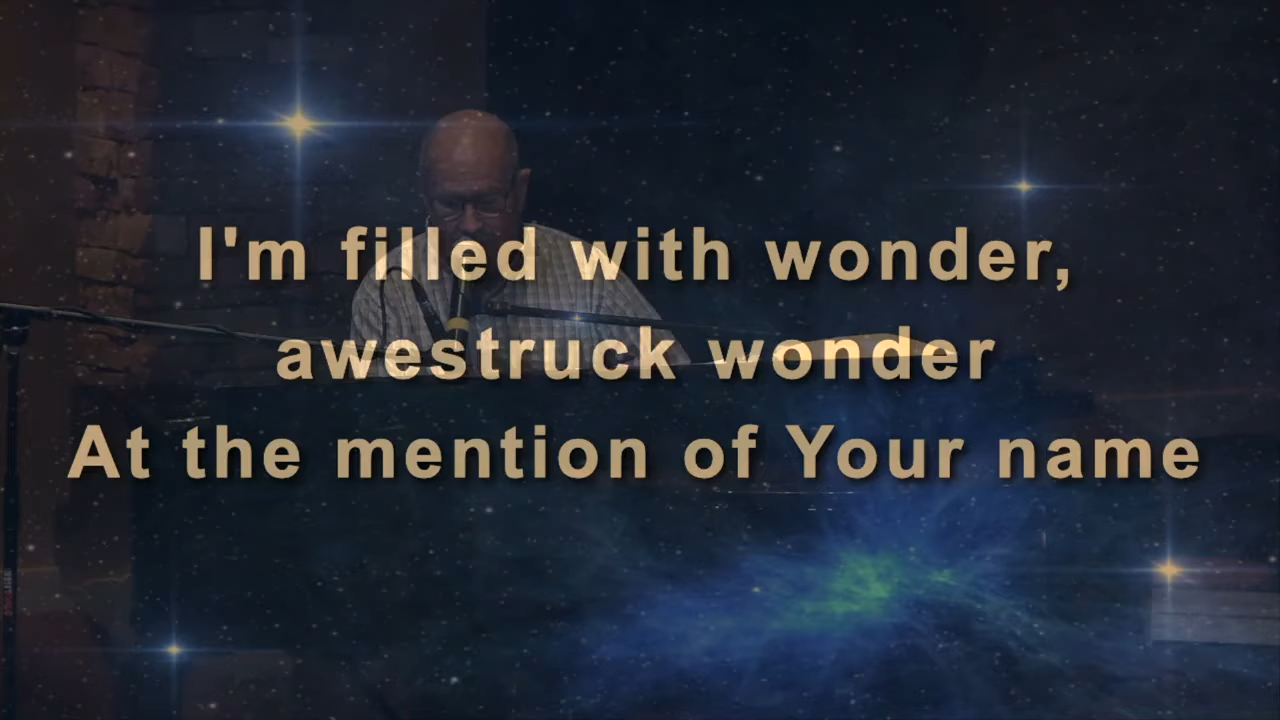 I'm filled with wonder,
awestruck wonder
At the mention of Your name